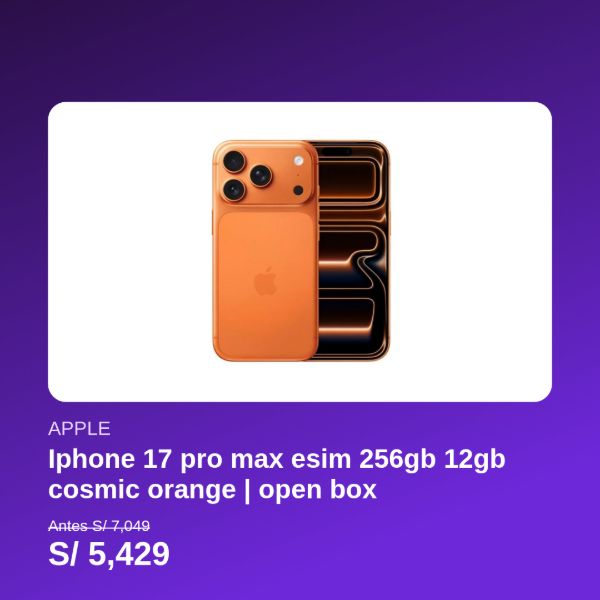 APPLE
Iphone 17 pro max esim 256gb 12gb
cosmic orange | open box
Antes S/ 7,049
S/ 5,429